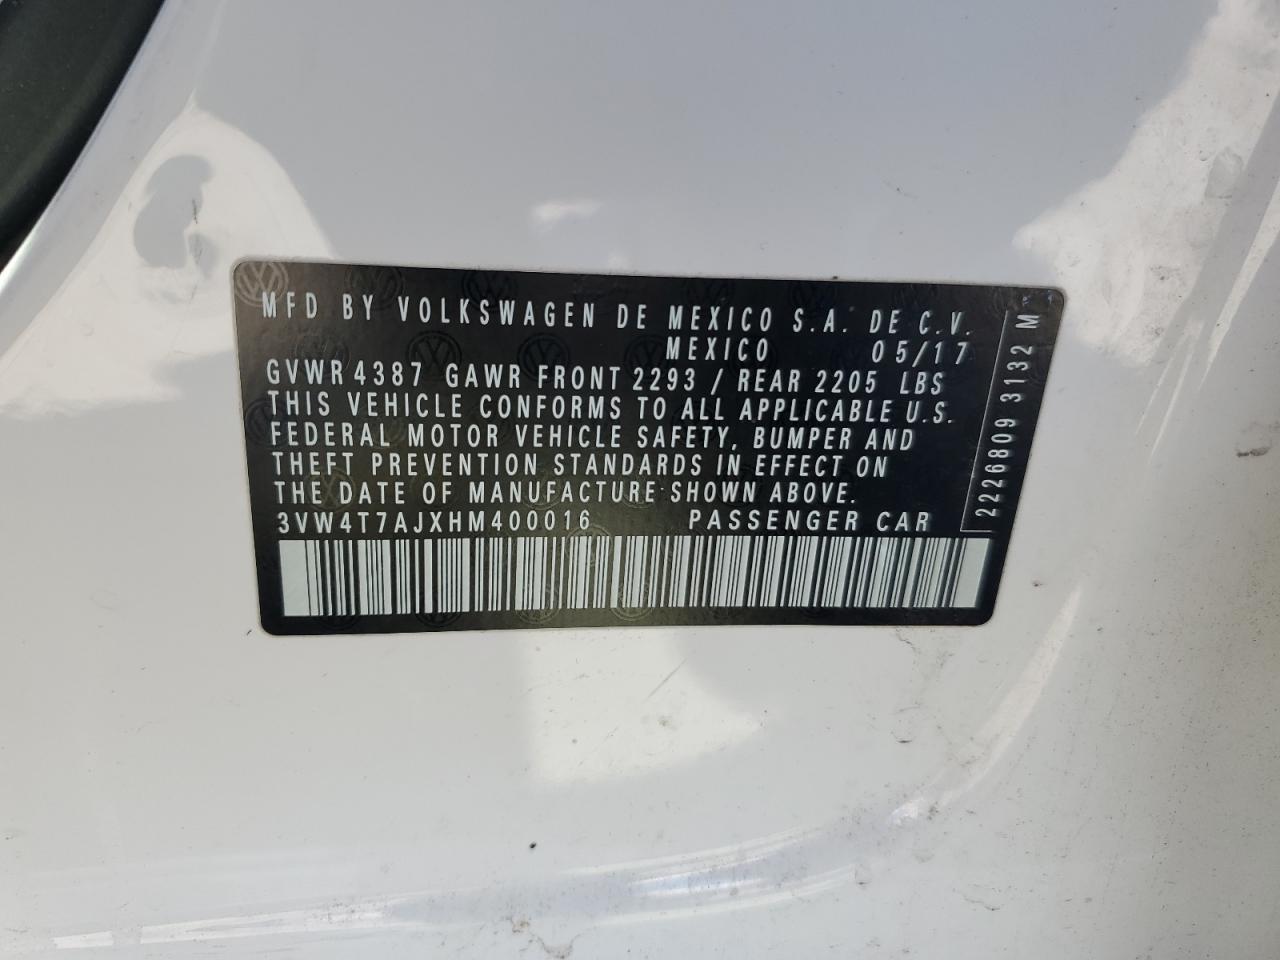 MFD BY VOLKSWAGEN DE MEXICO S.A. DE C.V.
MEXICO 05/17
GVWR 4387 GAWR FRONT 2293 / REAR 2205 LBS
THIS VEHICLE CONFORMS TO ALL APPLICABLE U.S.
FEDERAL MOTOR VEHICLE SAFETY, BUMPER AND
THEFT PREVENTION STANDARDS IN EFFECT ON
THE DATE OF MANUFACTURE SHOWN ABOVE.
3VW4T7AJXHM400016 PASSENGER CAR
2226809 3132 M